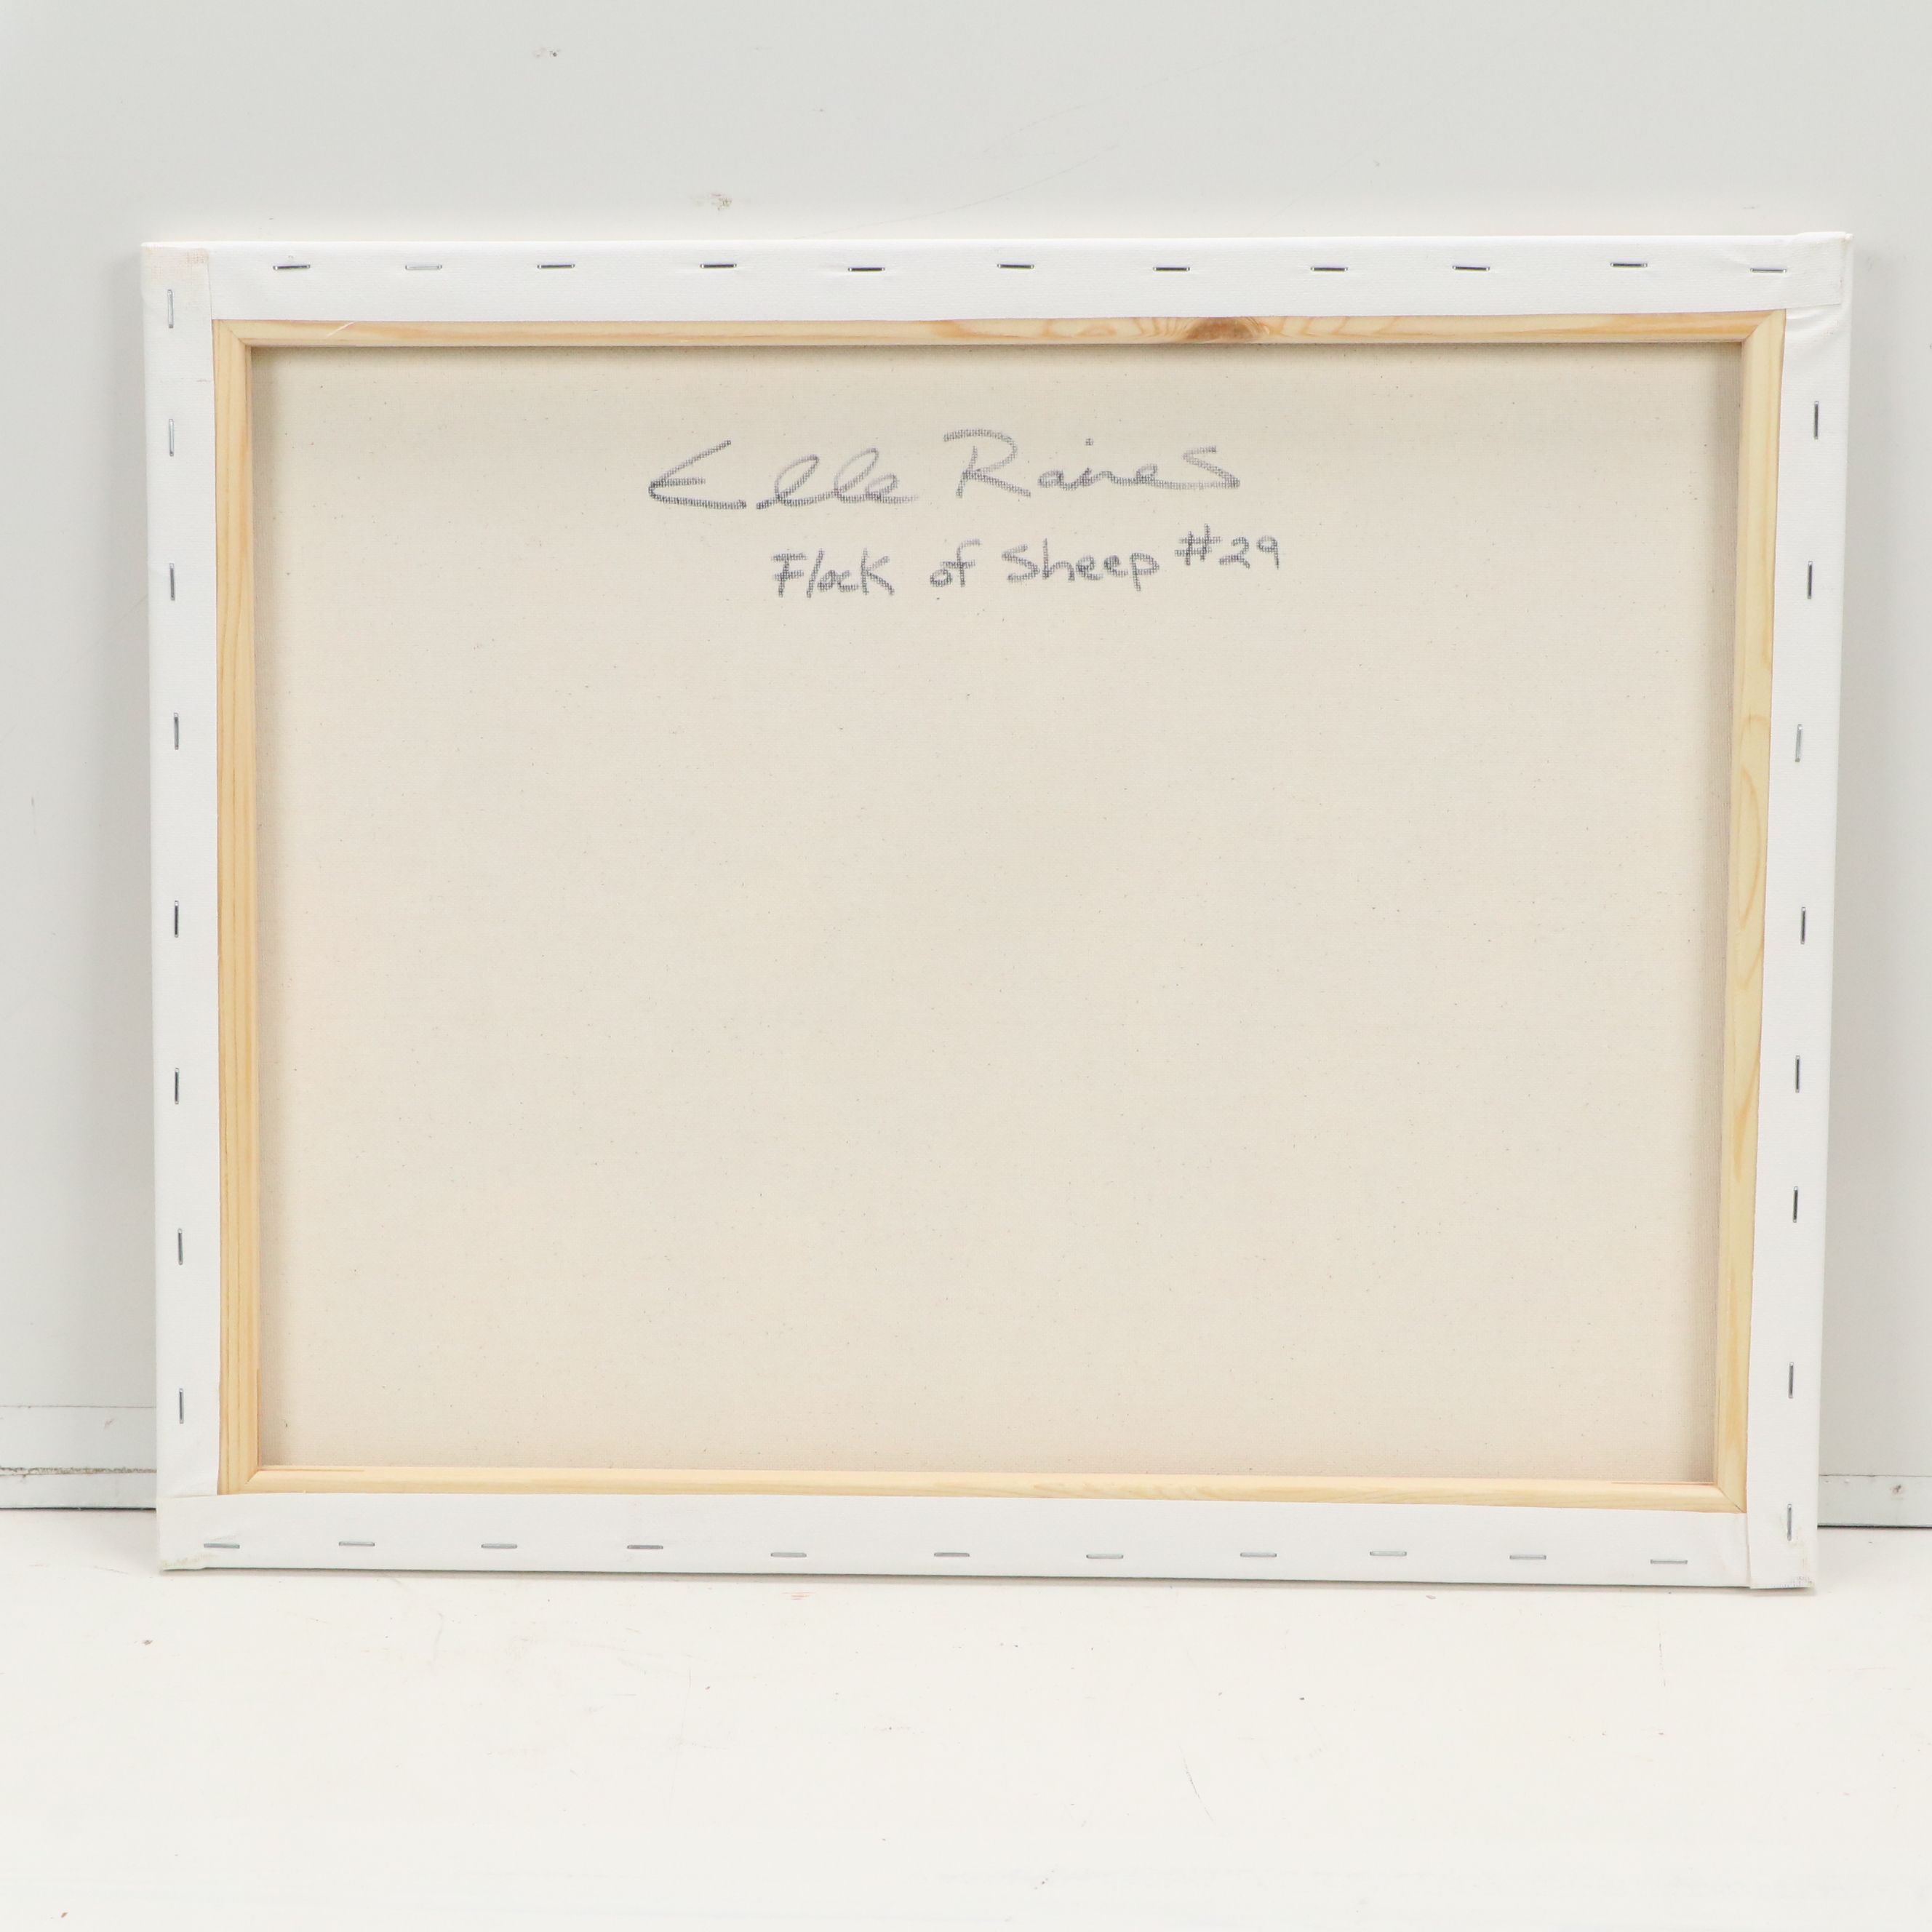 Elle Raines
Flock of Sheep #29